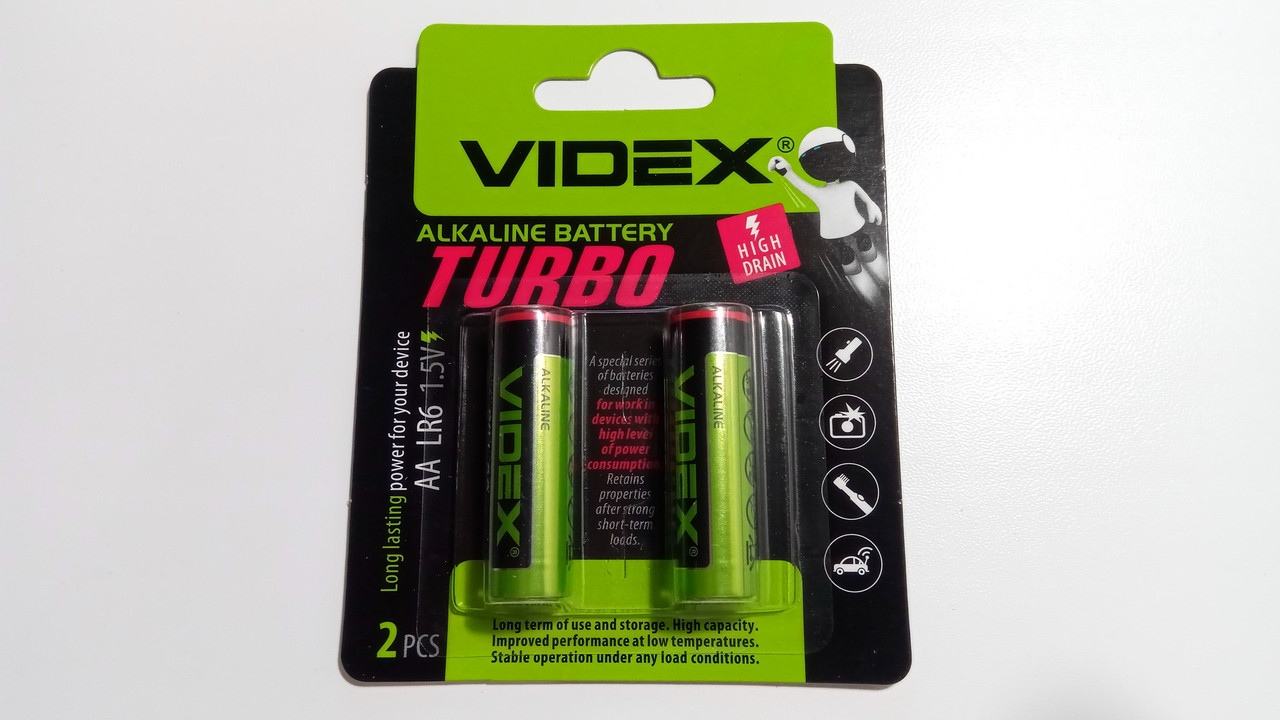 VIDEX®
ALKALINE BATTERY
TURBO
HIGH
DRAIN
Long lasting power for your device
AA LR6 1.5V
A special serie
of batteries
designed
for workin
devices with
high level
of power
consumption
Retains
properties
after strong
short-term
loads.
VIDEX®
ALKALINE
VIDEX®
ALKALINE
2 PCS
Long term of use and storage. High capacity.
Improved performance at low temperatures.
Stable operation under any load conditions.